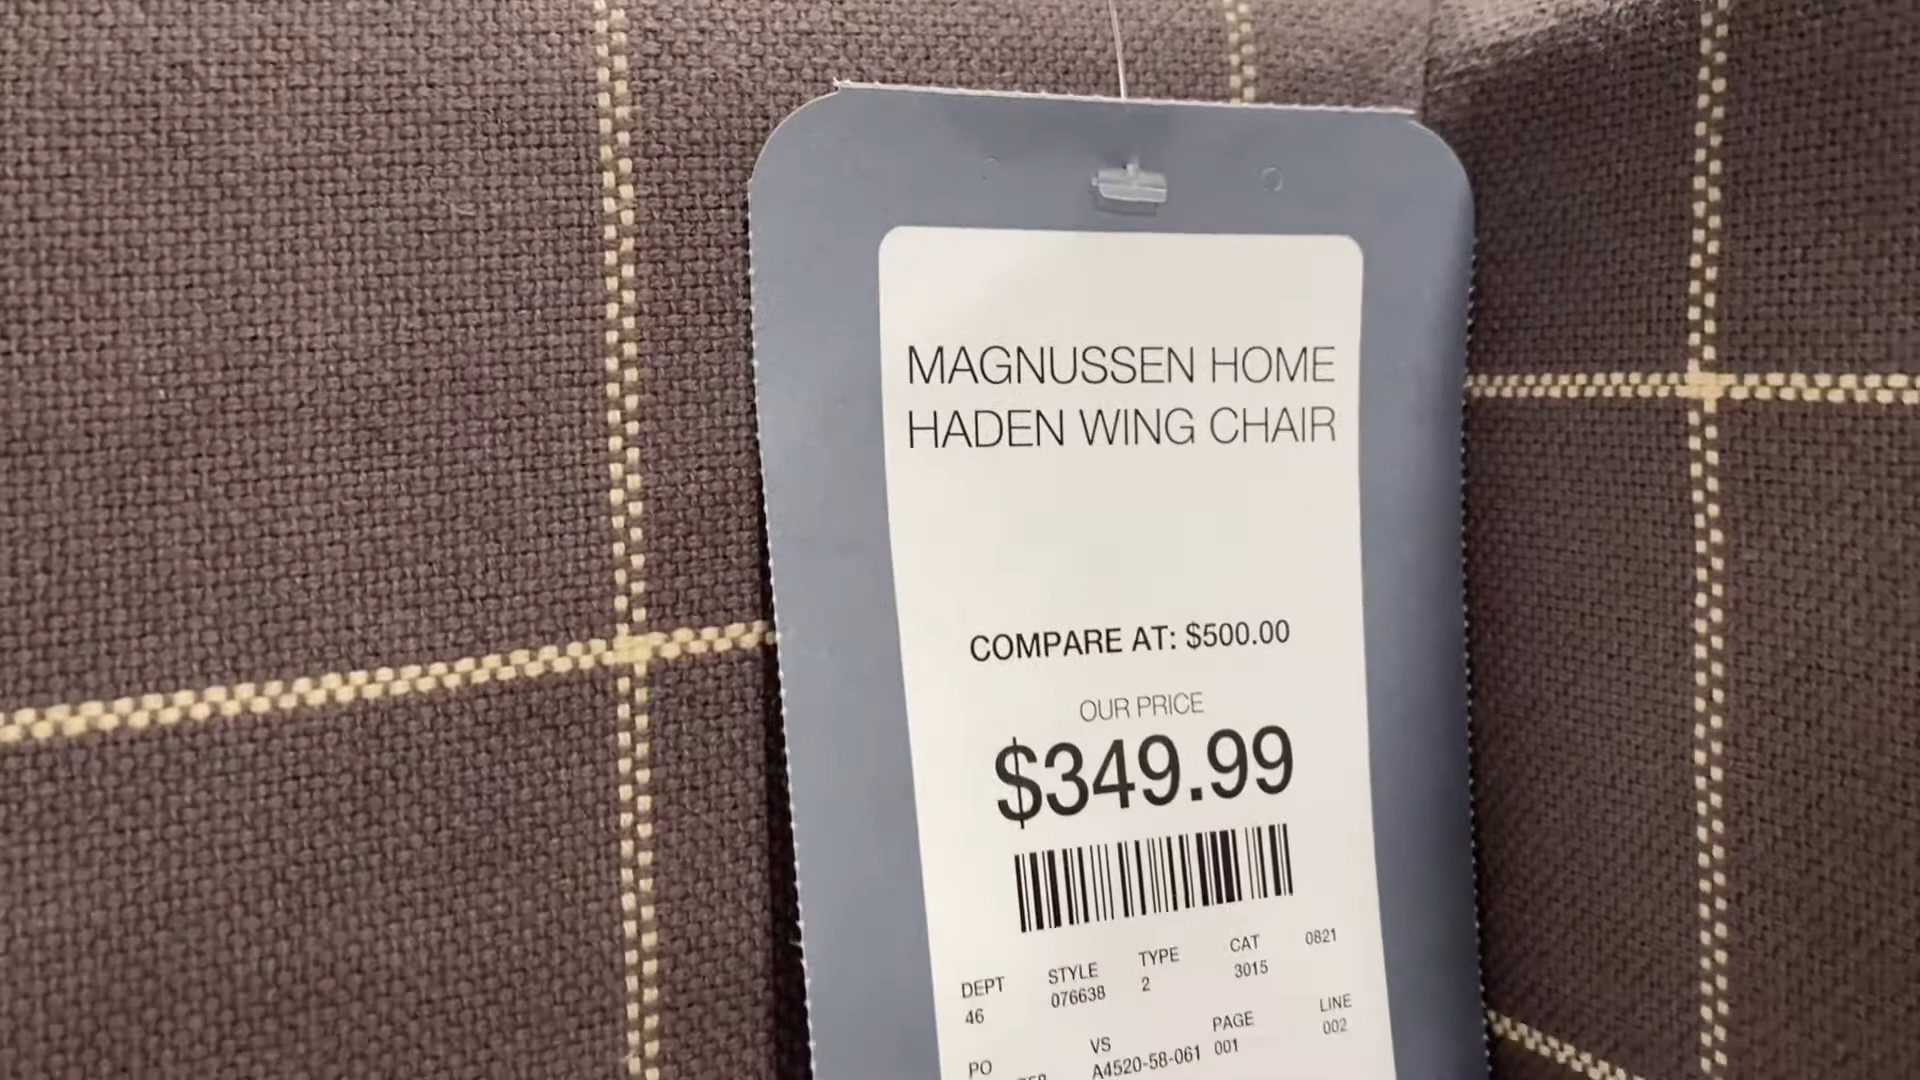 MAGNUSSEN HOME
HADEN WING CHAIR
COMPARE AT: $500.00
OUR PRICE
$349.99
DEPT STYLE TYPE CAT 0821
46 076638 2 3015
PO VS PAGE LINE
A4520-58-061 001 002